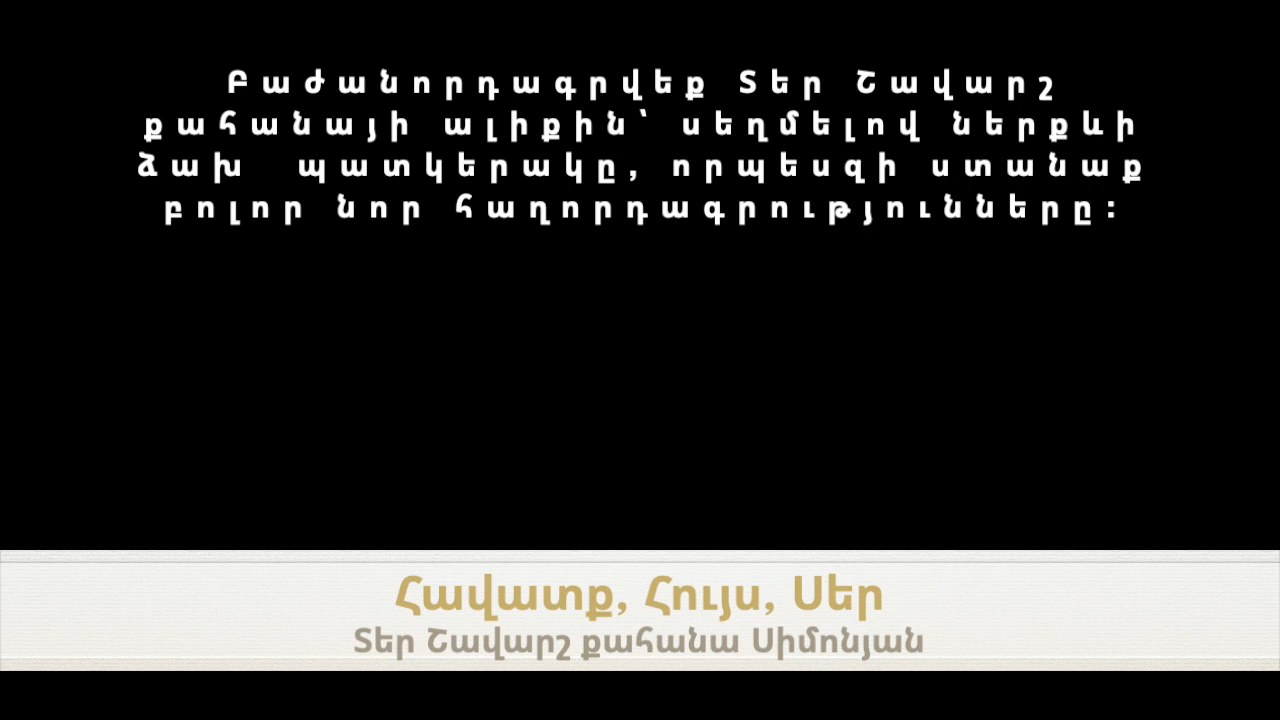 Բաժանորդագրվեք Տեր Շավարշ
քահանայի ալիքին՝ սեղմելով ներքևի
ձախ պատկերակը, որպեսզի ստանաք
բոլոր նոր հաղորդագրությունները:
Հավատք, Հույս, Սեր
Տեր Շավարշ քահանա Սիմոնյան